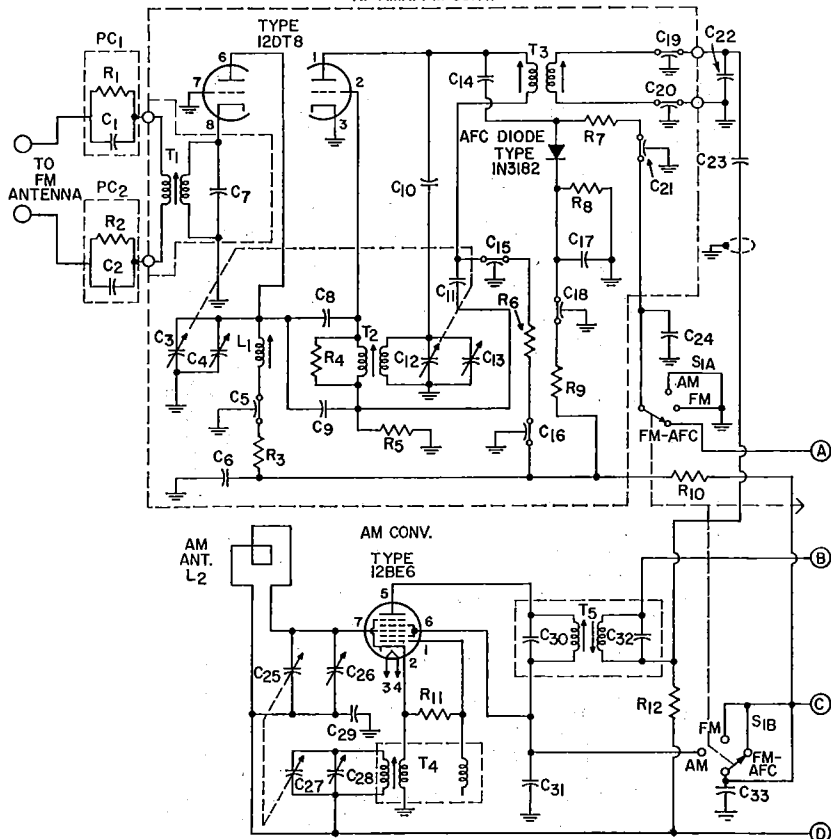 TYPE
12DT8
PC1
R1
C1
TO
FM
ANTENNA
PC2
R2
C2
T1
6
7
8
C7
1
2
3
C14
T3
C19
C22
C20
AFC DIODE
TYPE
1N3182
R7
C21
C23
C10
R8
C17
C15
C11
R6
C18
C24
S1A
AM
FM
FM-AFC
A
C3
C4
L1
C8
R4
T2
C12
C13
R9
C5
C9
R5
C16
C6
R3
R10
AM
ANT.
L2
AM CONV.
TYPE
12BE6
5
7
6
1
2
3 4
B
T5
C30
C32
C25
C26
R11
R12
C29
FM
S1B
C
AM
FM-
AFC
C27
C28
T4
C31
C33
D